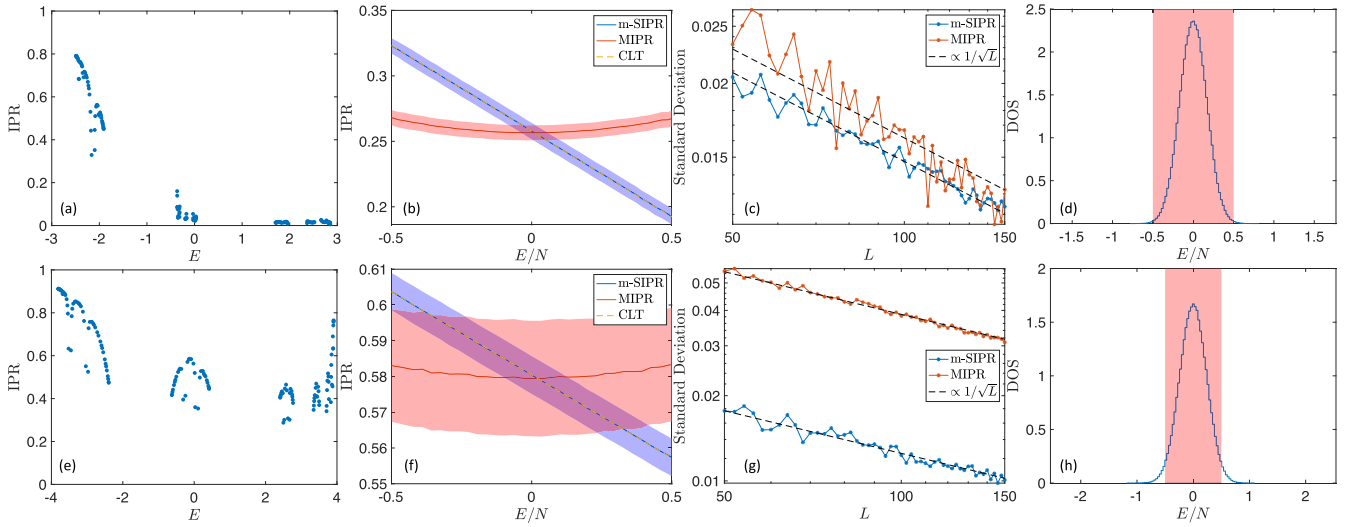 1
0.8
0.6
0.4
0.2
0
IPR
(a)
-3 -2 -1 0 1 2 3
E
0.35
0.3
0.25
0.2
IPR
m-SIPR
MIPR
CLT
(b)
-0.5 0 0.5
E/N
0.025
0.02
0.015
Standard Deviation
m-SIPR
MIPR
∝ 1/√L
(c)
50 100 150
L
2.5
2
1.5
1
0.5
0
DOS
(d)
-1.5 -1 -0.5 0 0.5 1 1.5
E/N
1
0.8
0.6
0.4
0.2
0
IPR
(e)
-4 -2 0 2 4
E
0.61
0.6
0.59
0.58
0.57
0.56
0.55
IPR
m-SIPR
MIPR
CLT
(f)
-0.5 0 0.5
E/N
0.05
0.04
0.03
0.02
0.01
Standard Deviation
m-SIPR
MIPR
∝ 1/√L
(g)
50 100 150
L
2
1.5
1
0.5
0
DOS
(h)
-2 -1 0 1 2
E/N